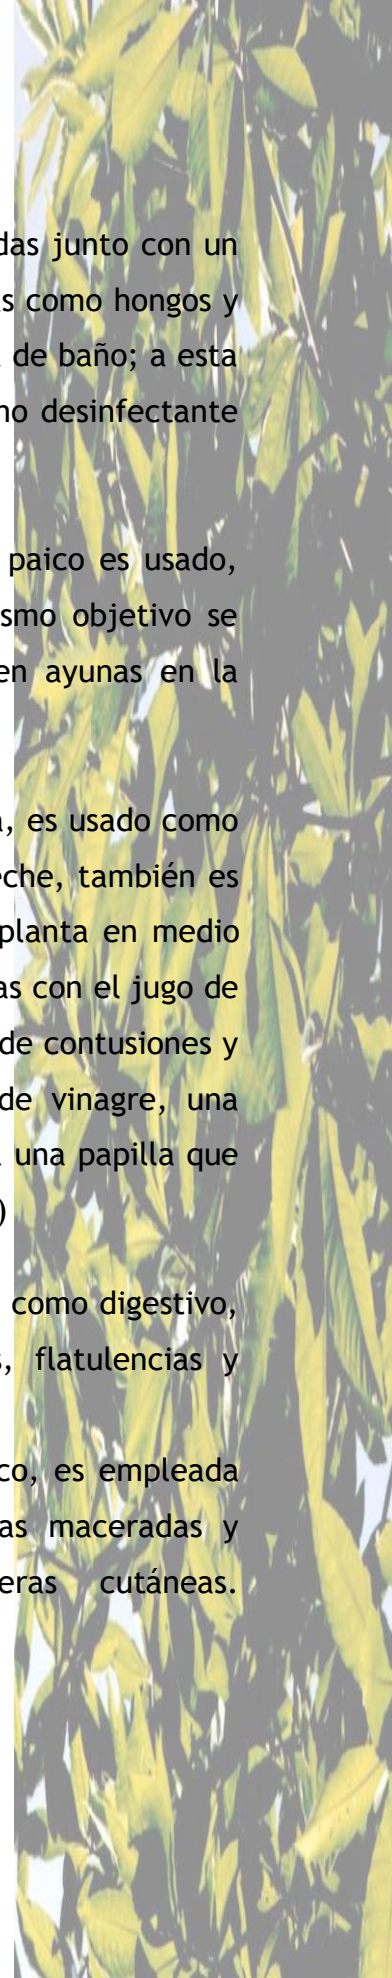 das junto con un
s como hongos y
de baño; a esta
no desinfectante
paico es usado,
smo objetivo se
en ayunas en la
a, es usado como
eche, también es
planta en medio
as con el jugo de
de contusiones y
de vinagre, una
una papilla que
)
como digestivo,
s, flatulencias y
co, es empleada
as maceradas y
eras cutáneas.